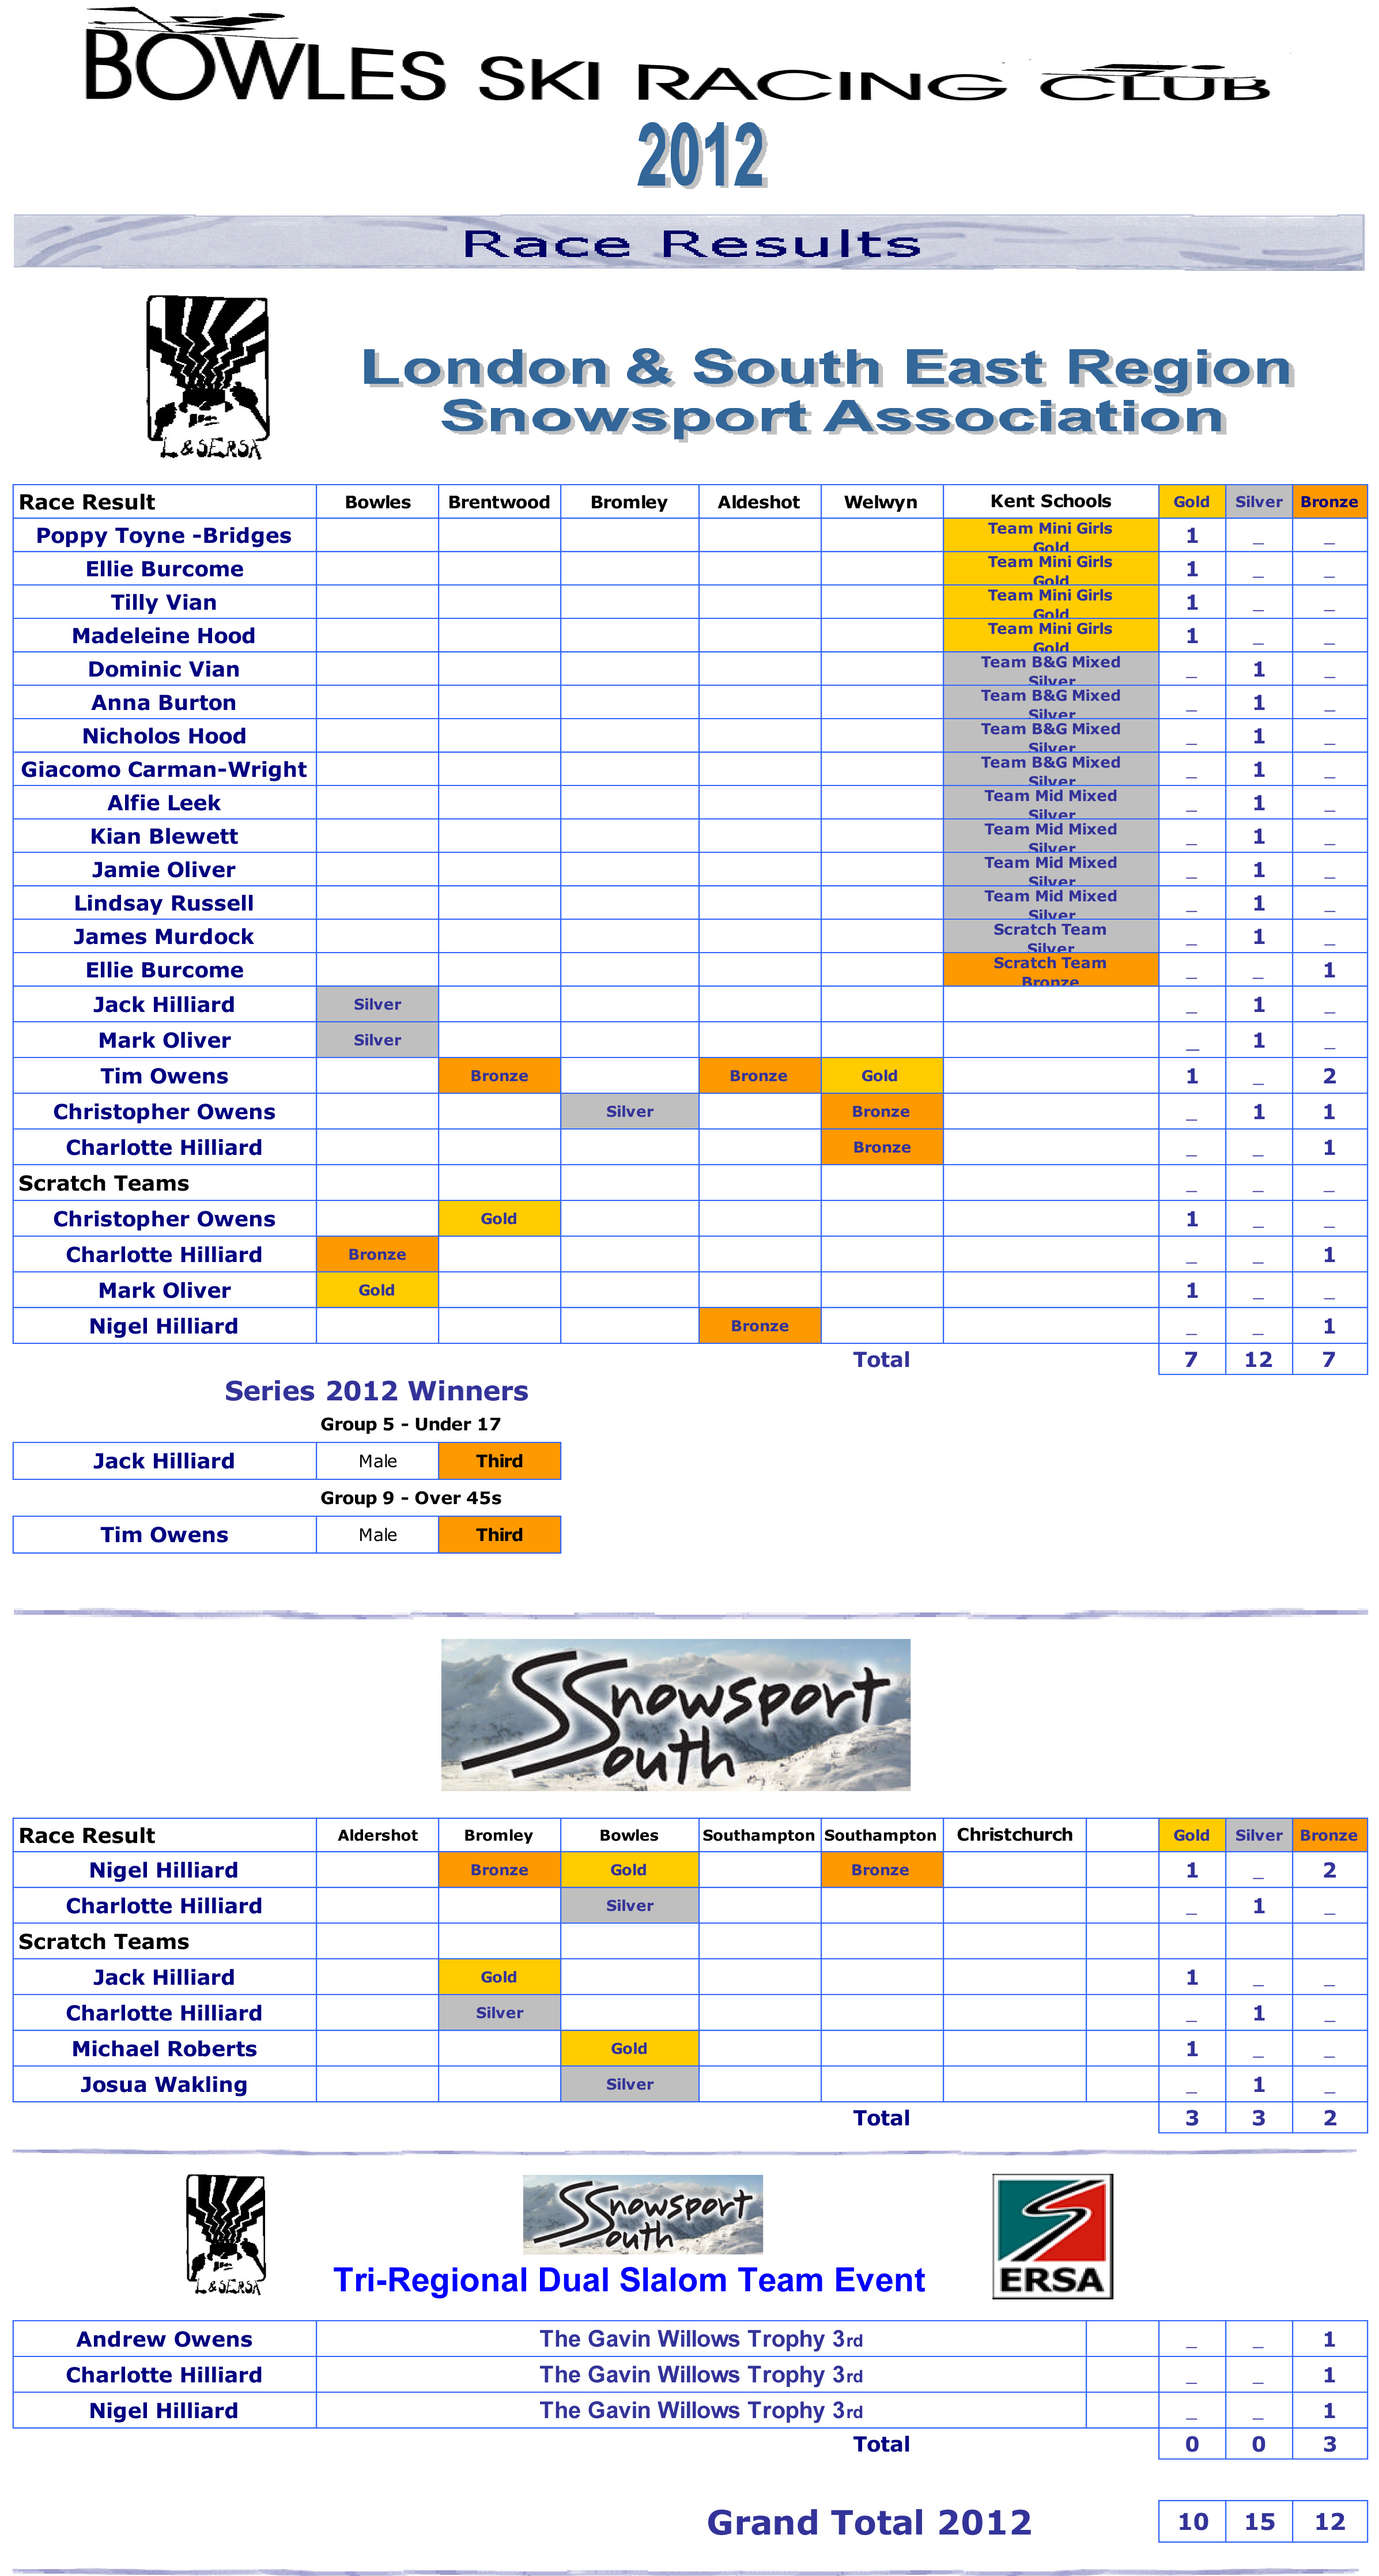 BOWLES SKI RACING CLUB
2012
Race Results
L&SERSA
London & South East Region
Snowsport Association
Race Result Bowles Brentwood Bromley Aldeshot Welwyn Kent Schools Gold Silver Bronze
Poppy Toyne -Bridges Team Mini Girls Gold 1 _ _
Ellie Burcome Team Mini Girls Gold 1 _ _
Tilly Vian Team Mini Girls Gold 1 _ _
Madeleine Hood Team Mini Girls Gold 1 _ _
Dominic Vian Team B&G Mixed Silver _ 1 _
Anna Burton Team B&G Mixed Silver _ 1 _
Nicholos Hood Team B&G Mixed Silver _ 1 _
Giacomo Carman-Wright Team B&G Mixed Silver _ 1 _
Alfie Leek Team Mid Mixed Silver _ 1 _
Kian Blewett Team Mid Mixed Silver _ 1 _
Jamie Oliver Team Mid Mixed Silver _ 1 _
Lindsay Russell Team Mid Mixed Silver _ 1 _
James Murdock Scratch Team Silver _ 1 _
Ellie Burcome Scratch Team Bronze _ _ 1
Jack Hilliard Silver _ 1 _
Mark Oliver Silver _ 1 _
Tim Owens Bronze Bronze Gold 1 _ 2
Christopher Owens Silver Bronze _ 1 1
Charlotte Hilliard Bronze _ _ 1
Scratch Teams _ _ _
Christopher Owens Gold 1 _ _
Charlotte Hilliard Bronze _ _ 1
Mark Oliver Gold 1 _ _
Nigel Hilliard Bronze _ _ 1
Total 7 12 7
Series 2012 Winners
Group 5 - Under 17
Jack Hilliard Male Third
Group 9 - Over 45s
Tim Owens Male Third
Snowsport
South
Race Result Aldershot Bromley Bowles Southampton Southampton Christchurch Gold Silver Bronze
Nigel Hilliard Bronze Gold Bronze 1 _ 2
Charlotte Hilliard Silver _ 1 _
Scratch Teams
Jack Hilliard Gold 1 _ _
Charlotte Hilliard Silver _ 1 _
Michael Roberts Gold 1 _ _
Josua Wakling Silver _ 1 _
Total 3 3 2
L&SERSA
Snowsport
South
ERSA
Tri-Regional Dual Slalom Team Event
Andrew Owens The Gavin Willows Trophy 3rd _ _ 1
Charlotte Hilliard The Gavin Willows Trophy 3rd _ _ 1
Nigel Hilliard The Gavin Willows Trophy 3rd _ _ 1
Total 0 0 3
Grand Total 2012 10 15 12